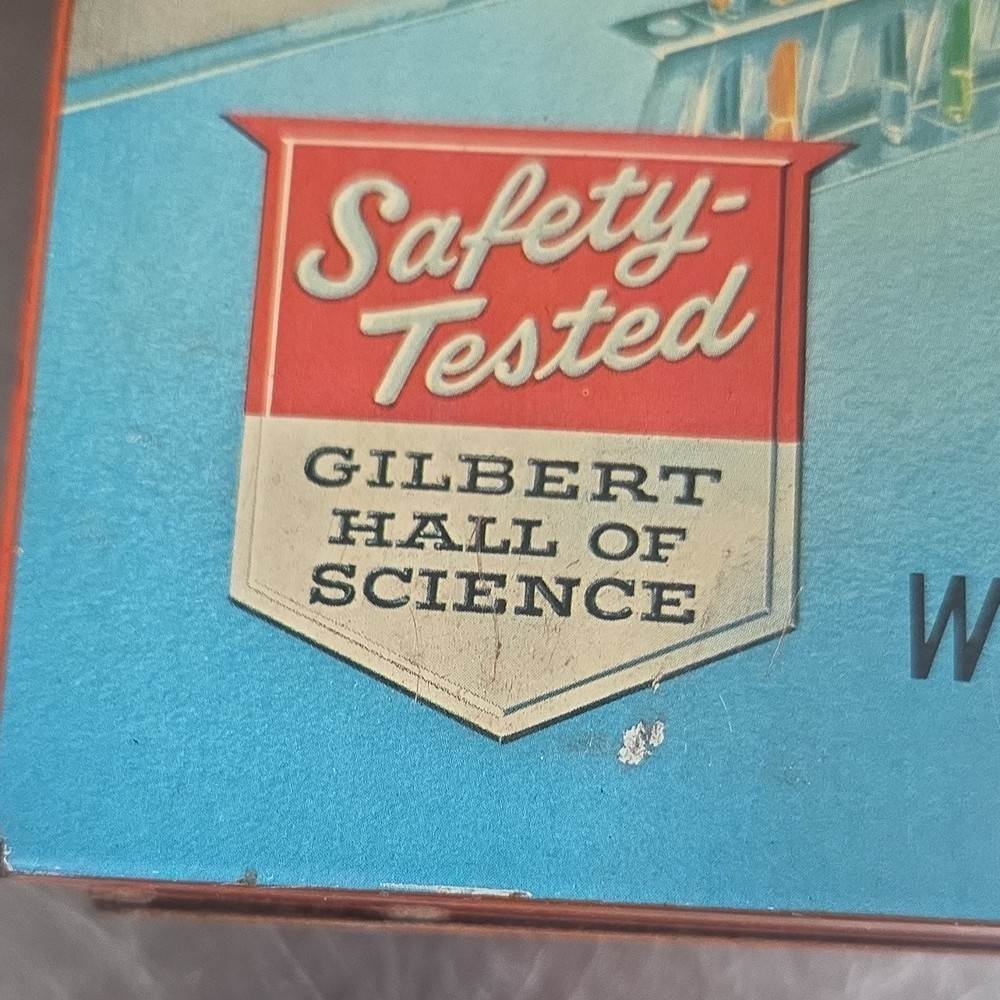 Safety-
Tested
GILBERT
HALL OF
SCIENCE